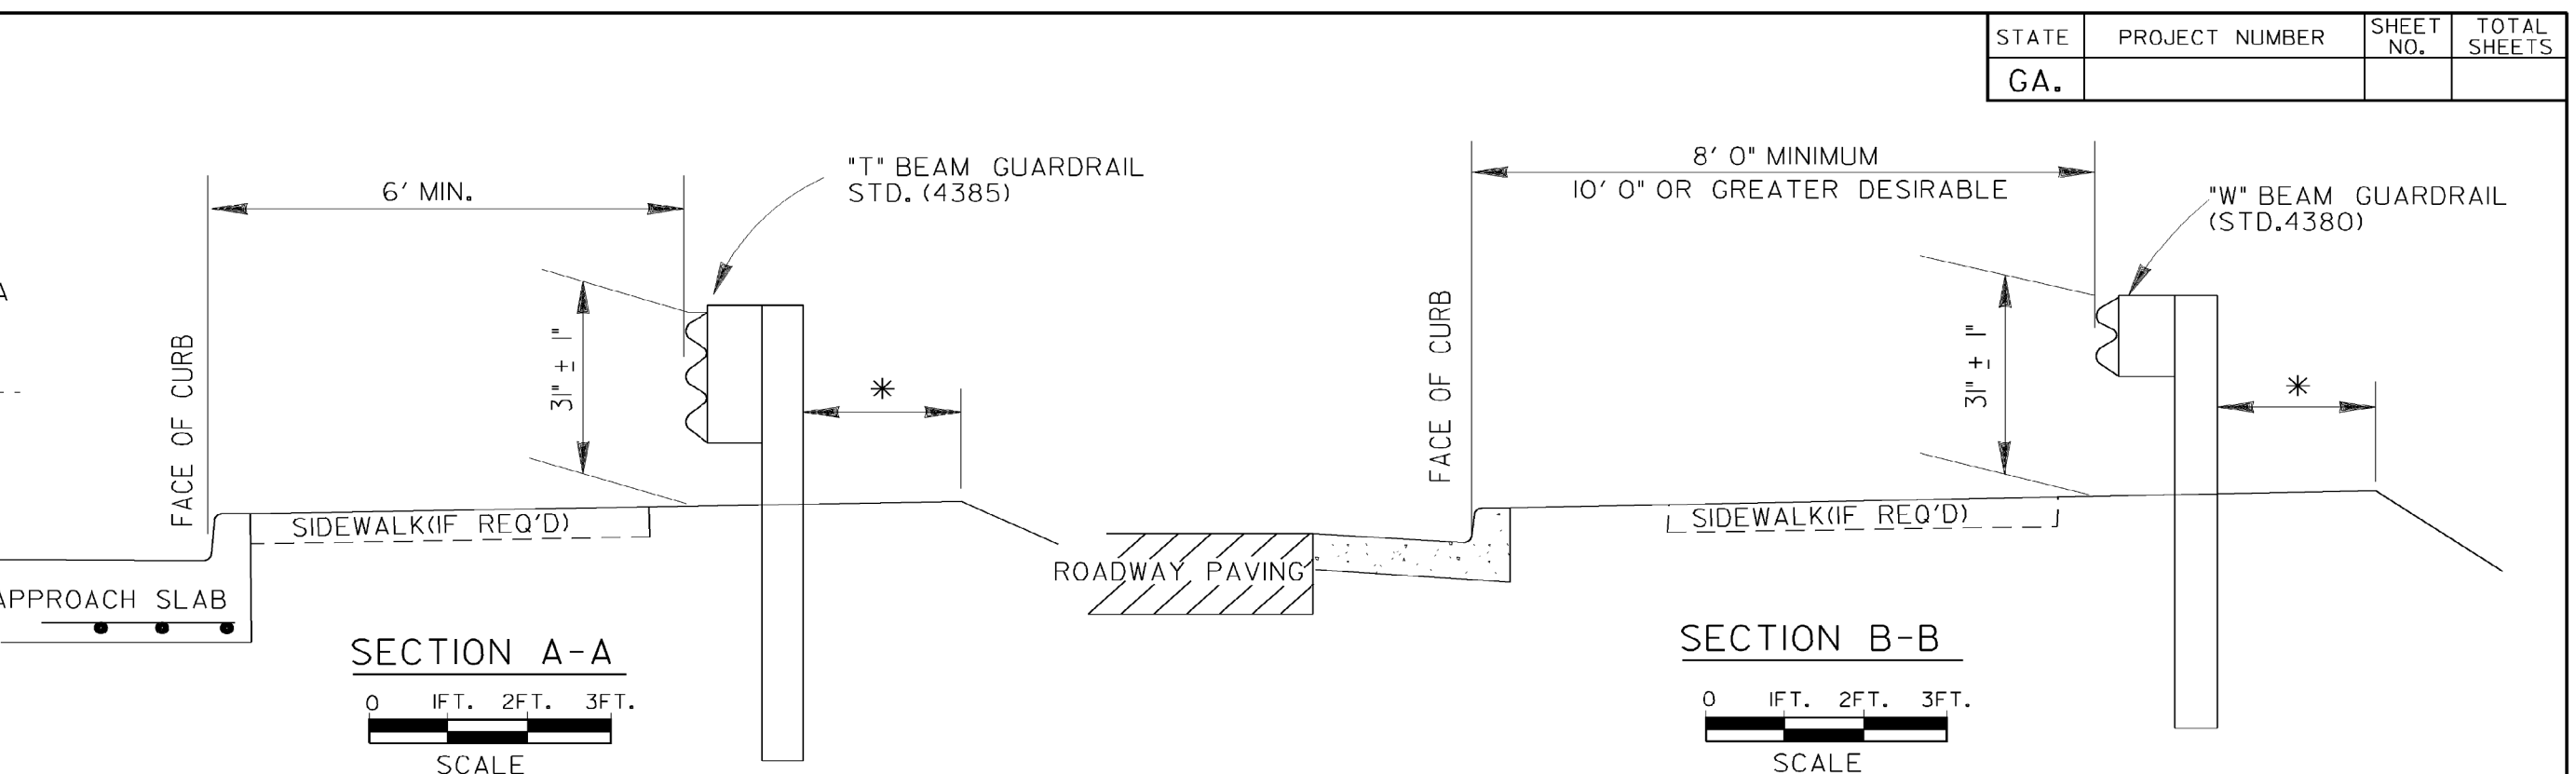 STATE PROJECT NUMBER SHEET NO. TOTAL SHEETS
GA.
6' MIN.
"T" BEAM GUARDRAIL
STD. (4385)
8' 0" MINIMUM
10' 0" OR GREATER DESIRABLE
"W" BEAM GUARDRAIL
(STD.4380)
A
FACE OF CURB
31" ± 1"
*
FACE OF CURB
31" ± 1"
*
SIDEWALK(IF REQ'D)
SIDEWALK(IF REQ'D)
ROADWAY PAVING
APPROACH SLAB
SECTION A-A
0 1FT. 2FT. 3FT.
SCALE
SECTION B-B
0 1FT. 2FT. 3FT.
SCALE